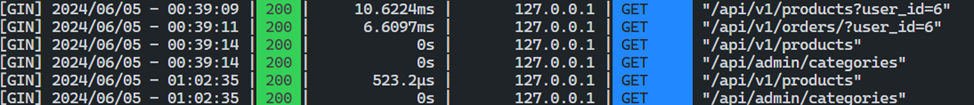 [GIN] 2024/06/05 - 00:39:09 | 200 | 10.6224ms | 127.0.0.1 | GET "/api/v1/products?user_id=6"
[GIN] 2024/06/05 - 00:39:11 | 200 | 6.6097ms | 127.0.0.1 | GET "/api/v1/orders/?user_id=6"
[GIN] 2024/06/05 - 00:39:14 | 200 | 0s | 127.0.0.1 | GET "/api/v1/products"
[GIN] 2024/06/05 - 00:39:14 | 200 | 0s | 127.0.0.1 | GET "/api/admin/categories"
[GIN] 2024/06/05 - 01:02:35 | 200 | 523.2µs | 127.0.0.1 | GET "/api/v1/products"
[GIN] 2024/06/05 - 01:02:35 | 200 | 0s | 127.0.0.1 | GET "/api/admin/categories"